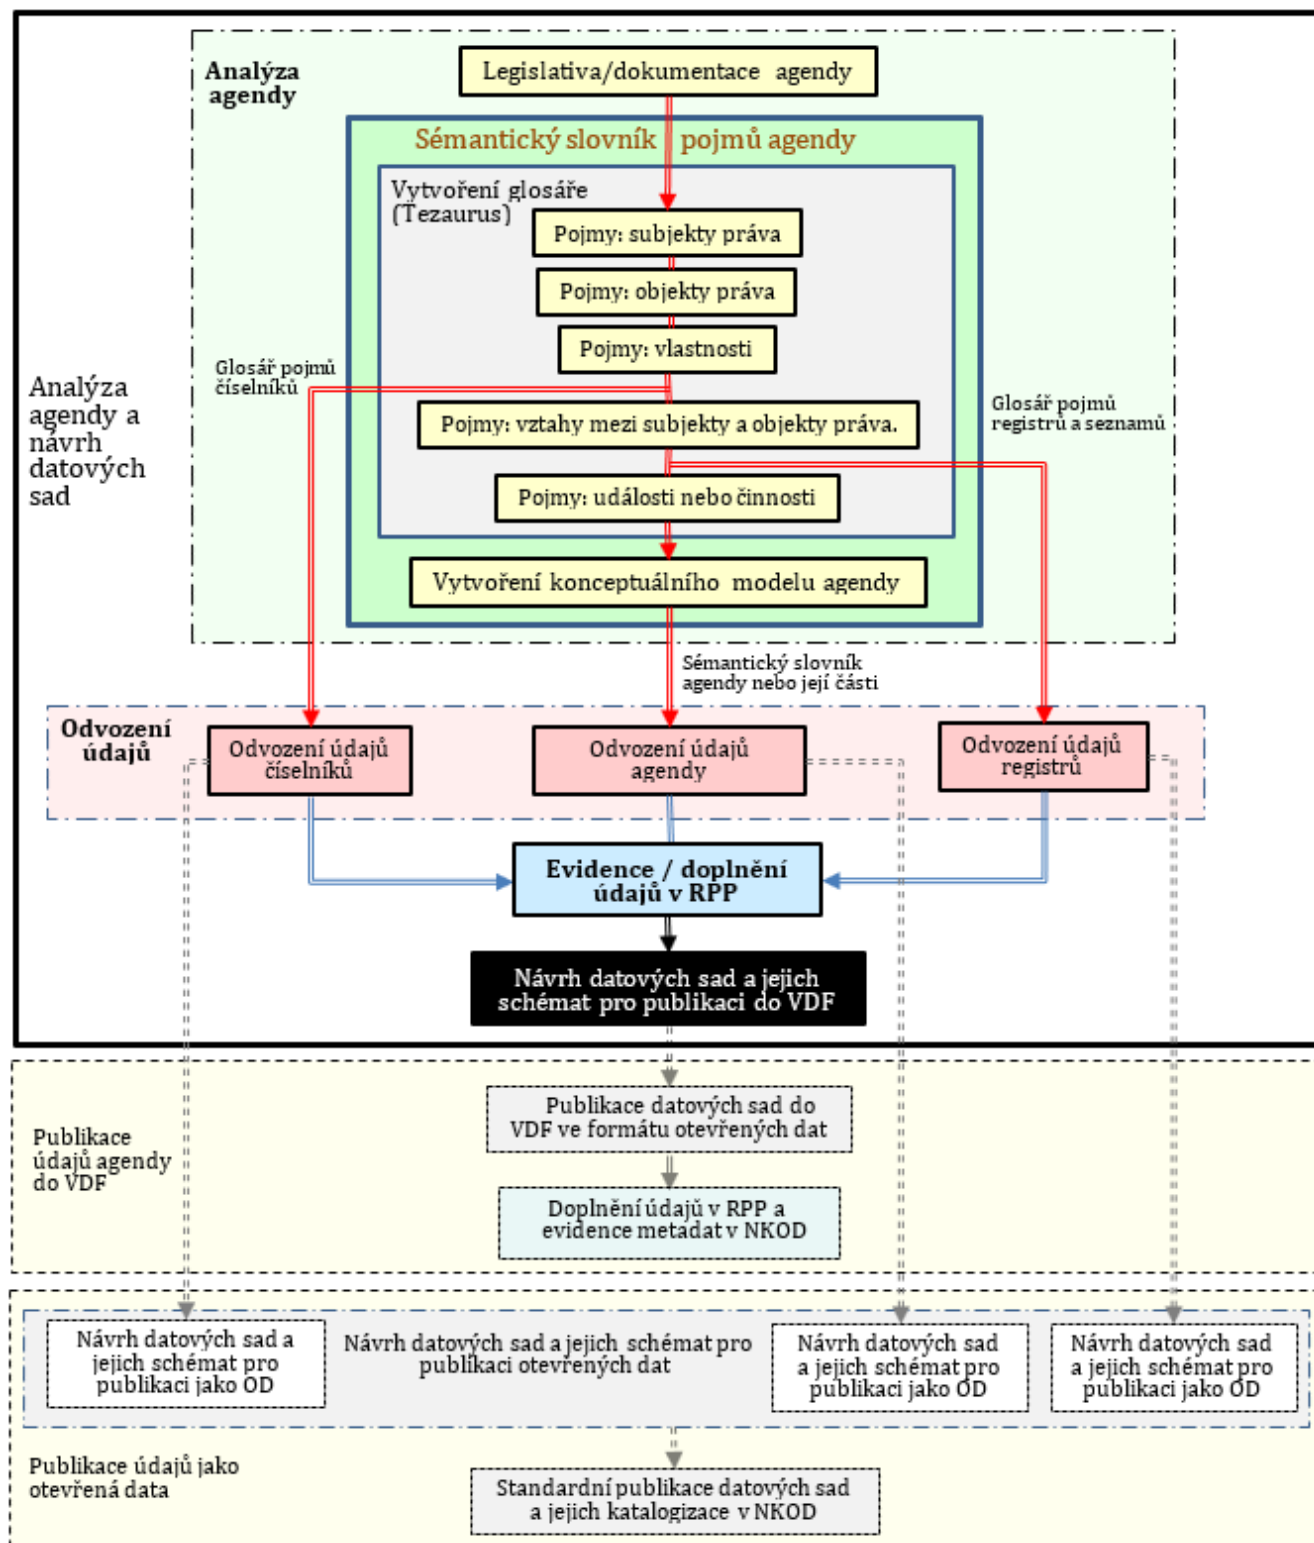 Analýza
agendy
Legislativa/dokumentace agendy
Sémantický slovník pojmů agendy
Vytvoření glosáře
(Tezaurus)
Pojmy: subjekty práva
Pojmy: objekty práva
Pojmy: vlastnosti
Glosář pojmů
číselníků
Analýza
agendy a
návrh
datových
sad
Pojmy: vztahy mezi subjekty a objekty práva.
Glosář pojmů
registrů a seznamů
Pojmy: události nebo činnosti
Vytvoření konceptuálního modelu agendy
Sémantický slovník
agendy nebo její části
Odvození
údajů
Odvození údajů
číselníků
Odvození údajů
agendy
Odvození údajů
registrů
Evidence / doplnění
údajů v RPP
Návrh datových sad a jejich
schémat pro publikaci do VDF
Publikace
údajů agendy
do VDF
Publikace datových sad do
VDF ve formátu otevřených dat
Doplnění údajů v RPP a
evidence metadat v NKOD
Návrh datových sad a
jejich schémat pro
publikaci jako OD
Návrh datových sad a jejich schémat pro
publikaci otevřených dat
Návrh datových sad
a jejich schémat pro
publikaci jako OD
Návrh datových sad
a jejich schémat pro
publikaci jako OD
Publikace údajů jako
otevřená data
Standardní publikace datových sad
a jejich katalogizace v NKOD